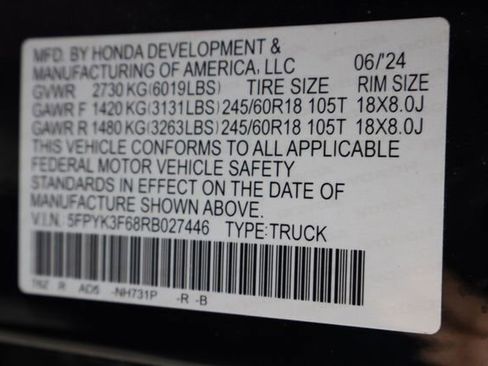 MFD. BY HONDA DEVELOPMENT &
MANUFACTURING OF AMERICA, LLC 06/'24
GVWR 2730 KG(6019LBS) TIRE SIZE RIM SIZE
GAWR F 1420 KG(3131LBS) 245/60R18 105T 18X8.0J
GAWR R 1480 KG(3263LBS) 245/60R18 105T 18X8.0J
THIS VEHICLE CONFORMS TO ALL APPLICABLE
FEDERAL MOTOR VEHICLE SAFETY
STANDARDS IN EFFECT ON THE DATE OF
MANUFACTURE SHOWN ABOVE.
V.I.N.: 5FPYK3F68RB027446 TYPE:TRUCK
R -NH731P -R -B